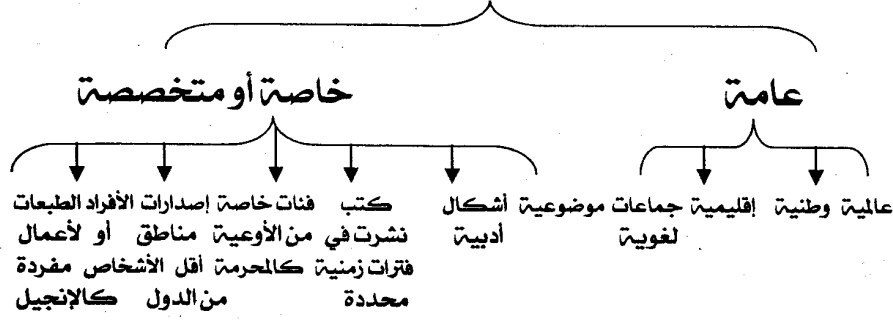 عامة
خاصة أو متخصصة
عالمية وطنية إقليمية جماعات موضوعية أشكال كتب فئات خاصة إصدارات الأفراد الطبعات
لغوية أدبية نشرت في من الأوعية مناطق أو لأعمال
فترات زمنية كالمحرمة أقل الأشخاص مفردة
محددة من الدول كالإنجيل